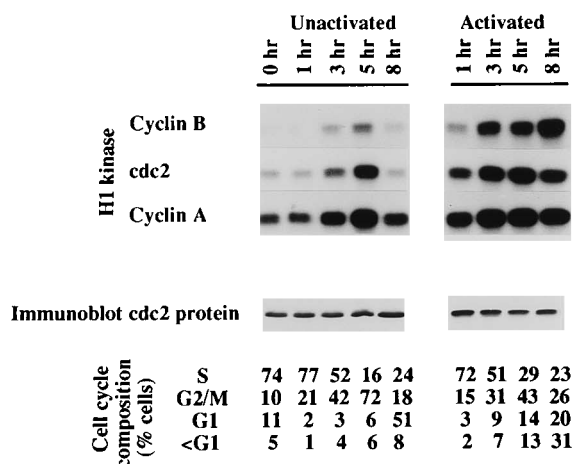 Unactivated Activated
0 hr 1 hr 3 hr 5 hr 8 hr 1 hr 3 hr 5 hr 8 hr
H1 kinase
Cyclin B
cdc2
Cyclin A
Immunoblot cdc2 protein
Cell cycle
composition
(% cells)
S 74 77 52 16 24 72 51 29 23
G2/M 10 21 42 72 18 15 31 43 26
G1 11 2 3 6 51 3 9 14 20
<G1 5 1 4 6 8 2 7 13 31